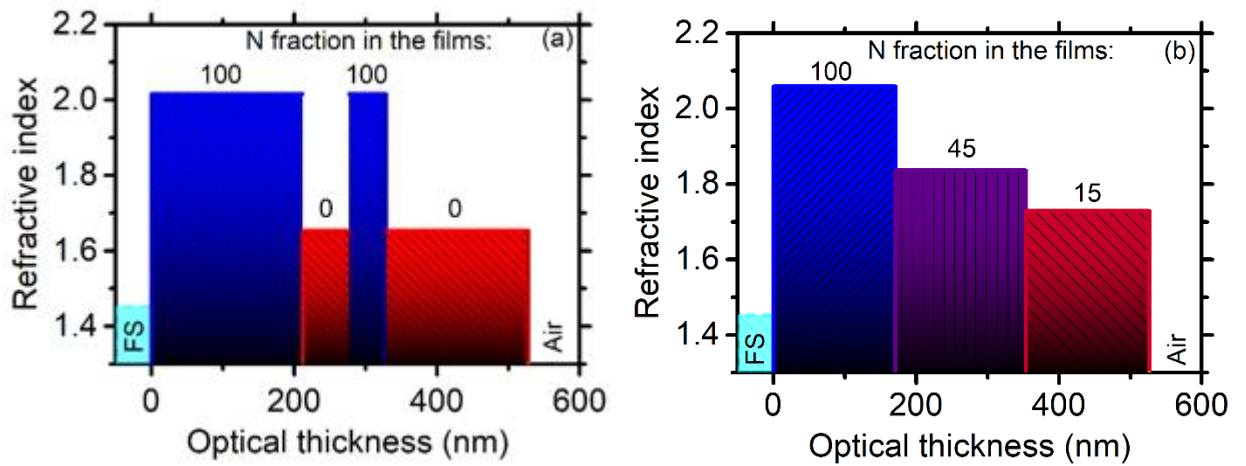 N fraction in the films: (a)
2.2
2.0
1.8
1.6
1.4
Refractive index
100
0
100
0
FS
Air
0 200 400 600
Optical thickness (nm)
N fraction in the films: (b)
2.2
2.0
1.8
1.6
1.4
Refractive index
100
45
15
FS
Air
0 200 400 600
Optical thickness (nm)